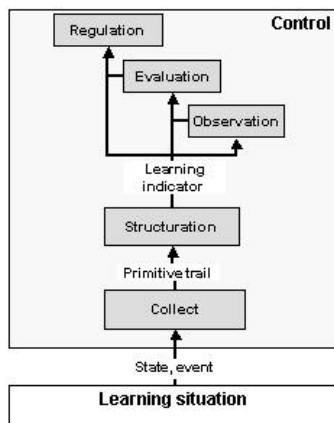 Control
Regulation
Evaluation
Observation
Learning
indicator
Structuration
Primitive trail
Collect
State, event
Learning situation